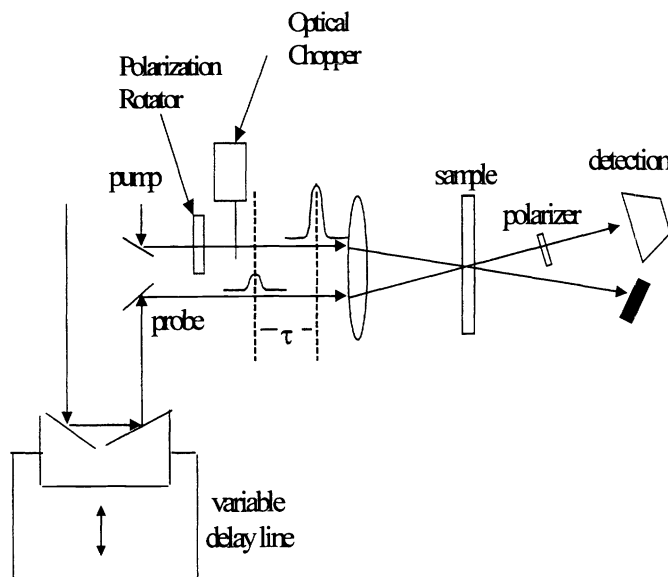 Optical
Chopper
Polarization
Rotator
pump
sample
detection
polarizer
probe
τ
variable
delay line